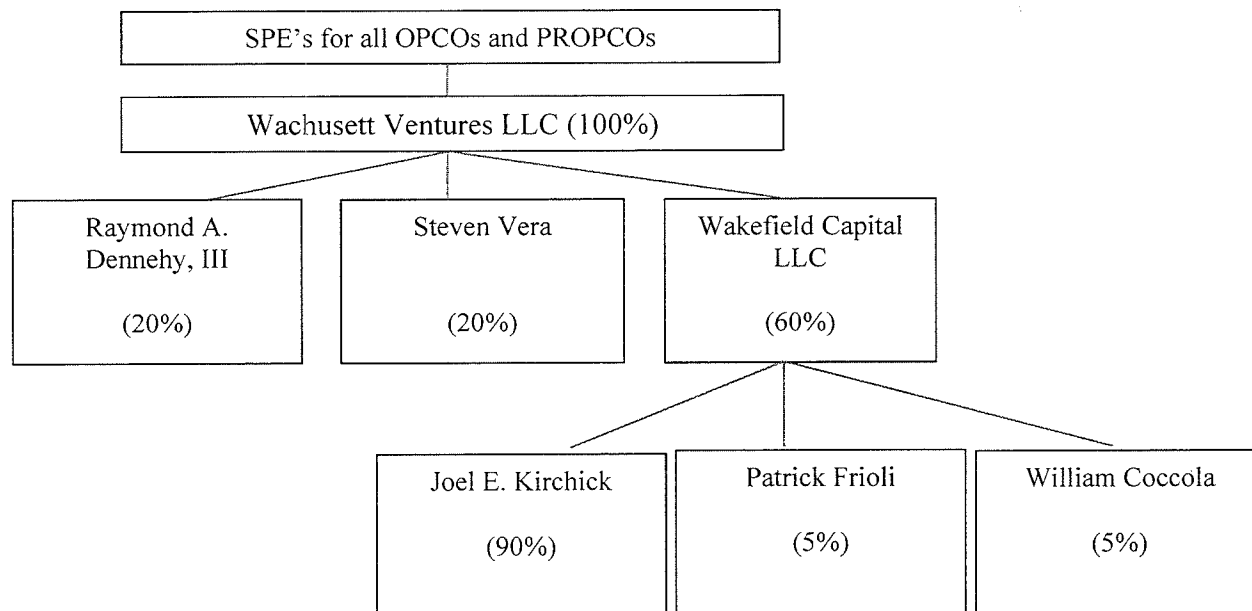 SPE's for all OPCOs and PROPCOs
Wachusett Ventures LLC (100%)
Raymond A.
Dennehy, III
(20%)
Steven Vera
(20%)
Wakefield Capital
LLC
(60%)
Joel E. Kirchick
(90%)
Patrick Frioli
(5%)
William Coccola
(5%)